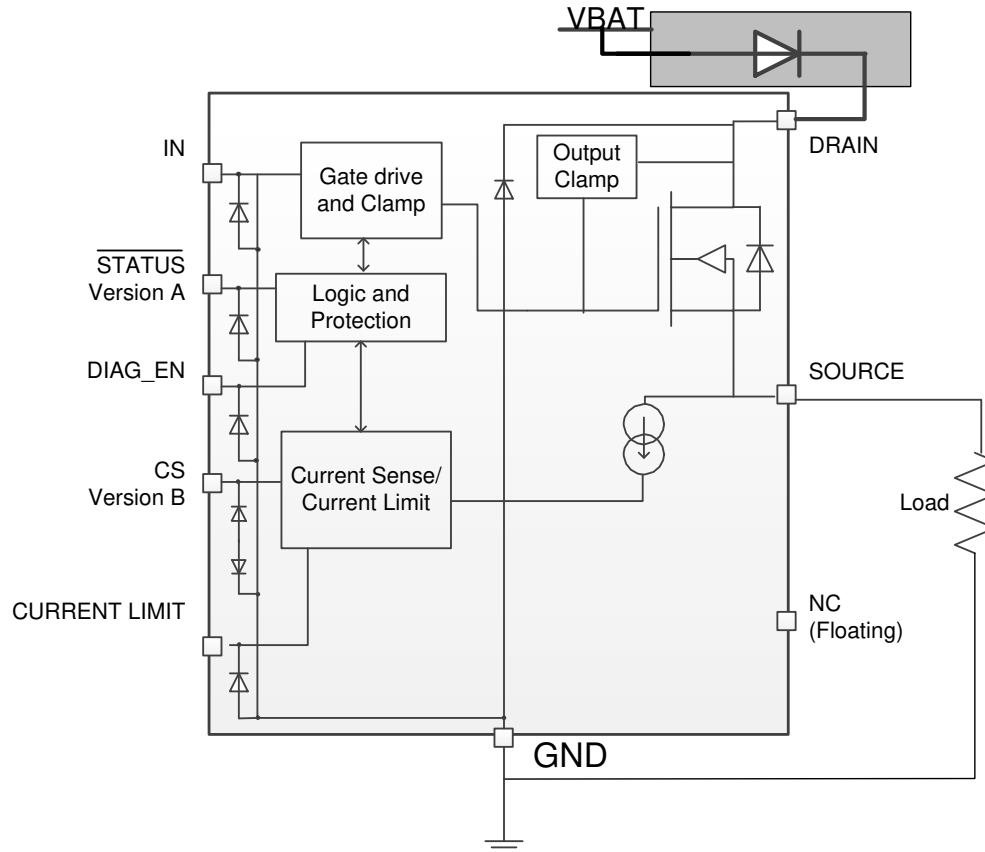 VBAT
IN
DRAIN
Gate drive
and Clamp
Output
Clamp
STATUS
Version A
Logic and
Protection
DIAG_EN
SOURCE
CS
Version B
Current Sense/
Current Limit
Load
CURRENT LIMIT
NC
(Floating)
GND